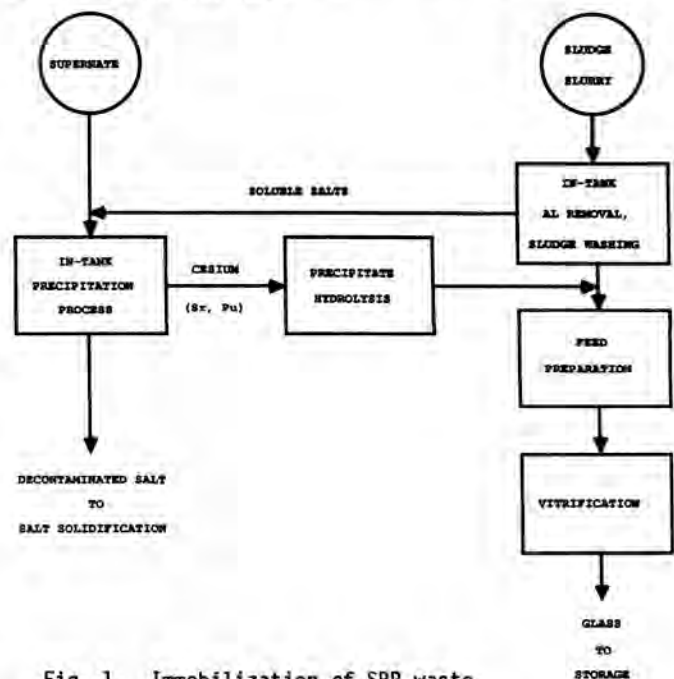 SUPERNATE
SLUDGE
SLURRY
IN-TANK
AL REMOVAL,
SLUDGE WASHING
SOLUBLE SALTS
IN-TANK
PRECIPITATION
PROCESS
CESIUM
(Sr, Pu)
PRECIPITATE
HYDROLYSIS
FEED
PREPARATION
VITRIFICATION
DECONTAMINATED SALT
TO
SALT SOLIDIFICATION
GLASS
TO
STORAGE
Fig. 1. Immobilization of SRP waste